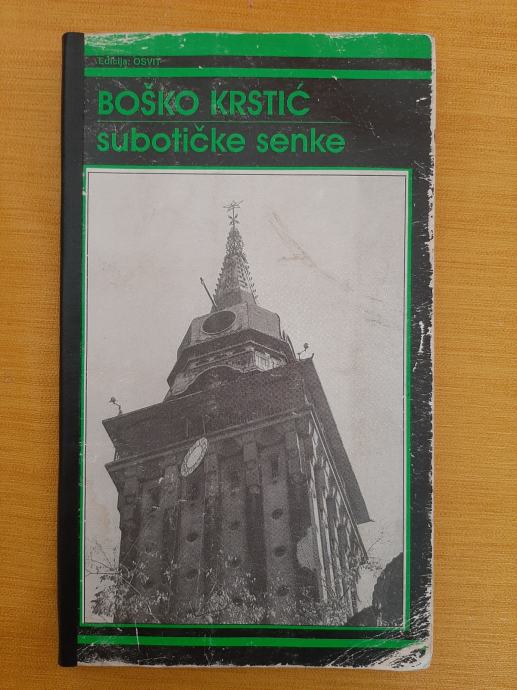 Edicija: OSVIT
BOŠKO KRSTIĆ
subotičke senke